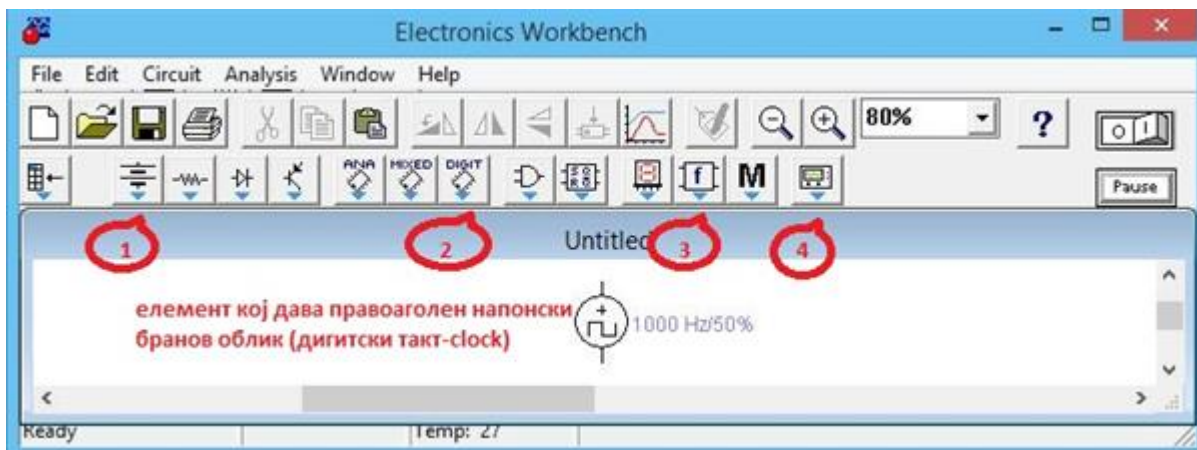 Electronics Workbench
File Edit Circuit Analysis Window Help
80% ?
ANA MIXED DIGIT f M Pause
1 2 3 4
Untitled
елемент кој дава правоаголен напонски
бранов облик (дигитски такт-clock)
1000 Hz/50%
Ready Temp: 27